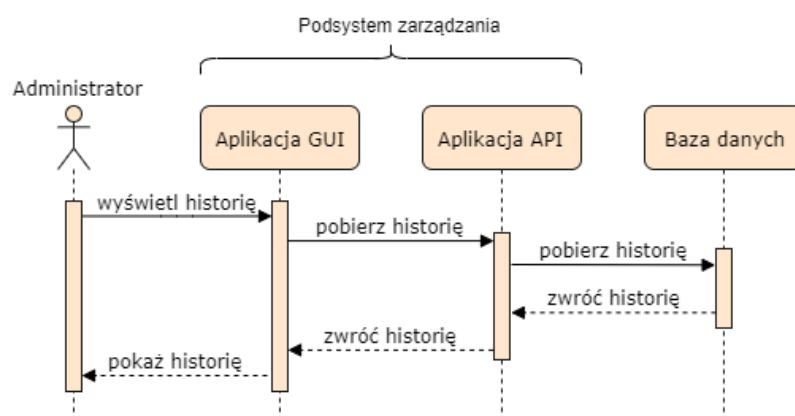 Podsystem zarządzania
Administrator
Aplikacja GUI
Aplikacja API
Baza danych
wyświetl historię
pobierz historię
pobierz historię
zwróć historię
zwróć historię
pokaż historię